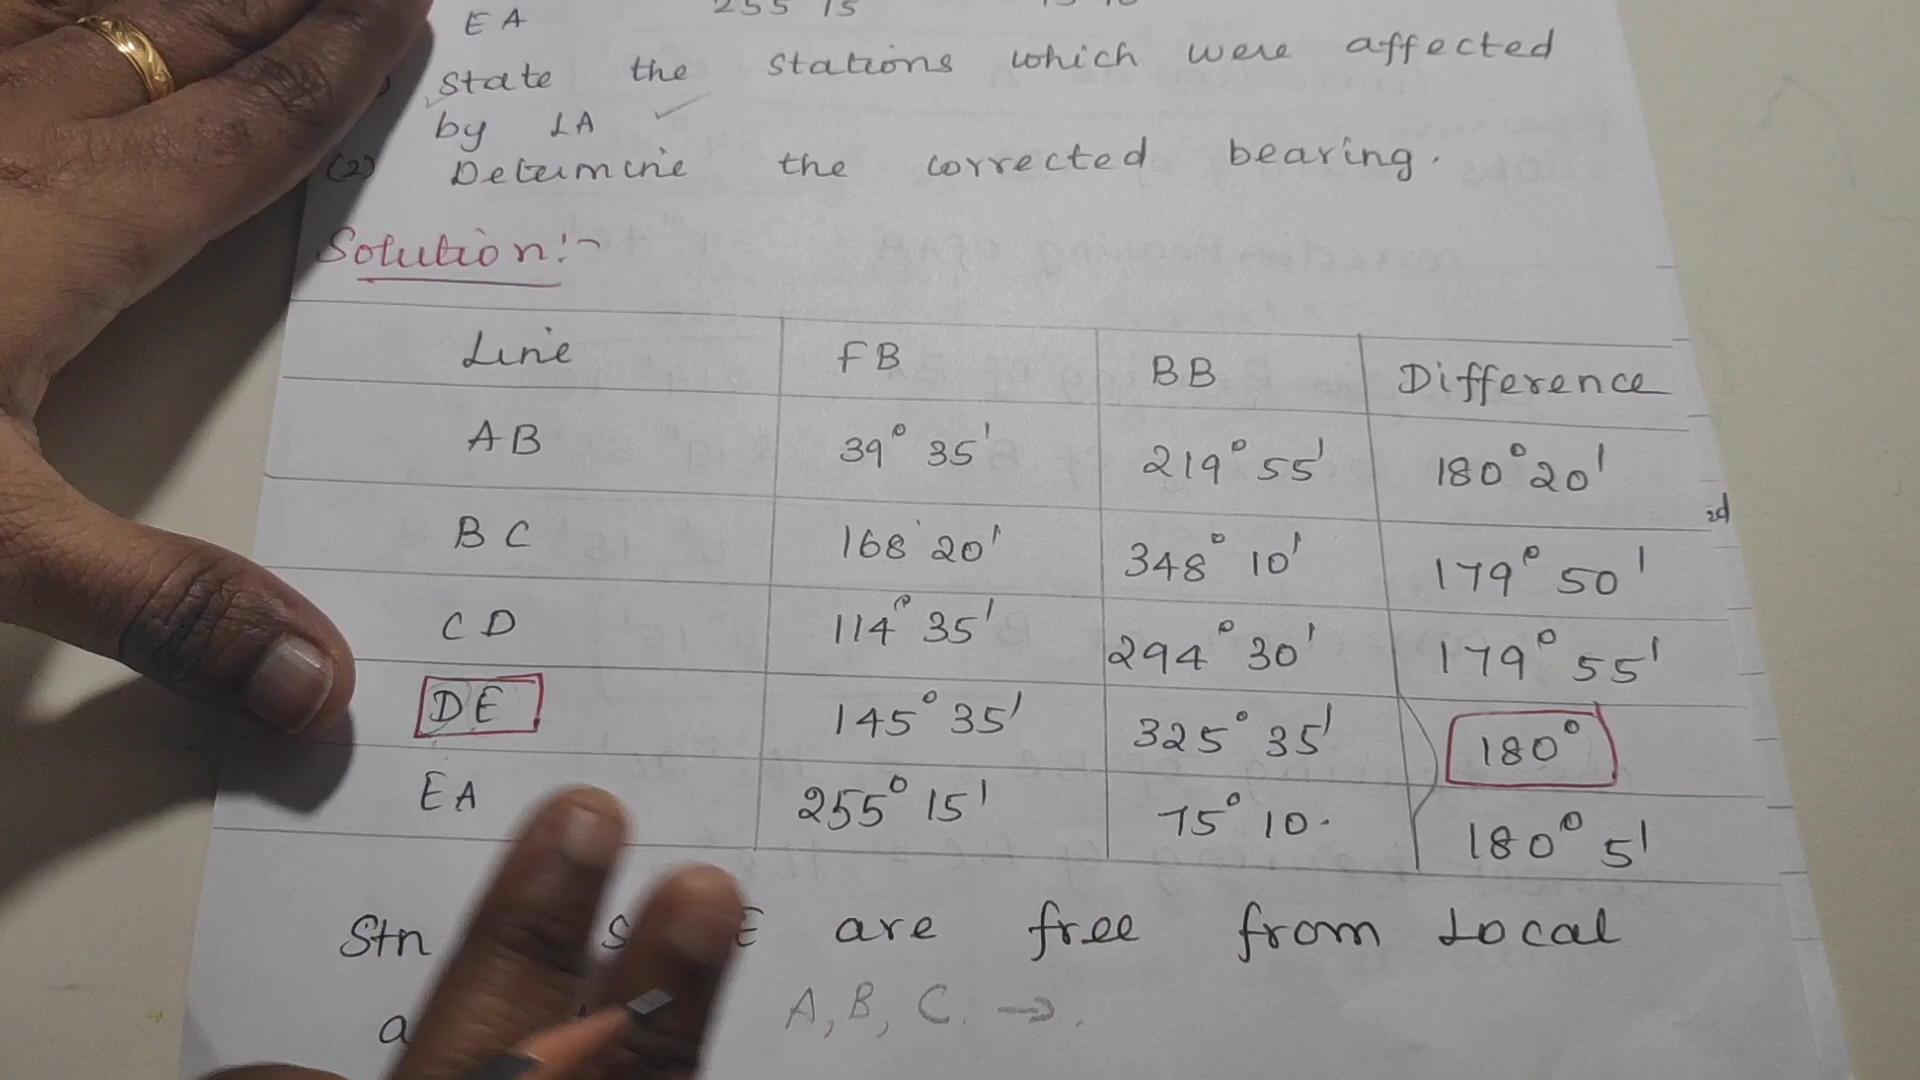 EA 255 15
State the stations which were affected
by LA ✓
(2) Determine the corrected bearing.
Solution:-
Line FB BB Difference
AB 39° 35' 219° 55' 180° 20'
BC 168 20' 348° 10' 179° 50'
CD 114° 35' 294° 30' 179° 55'
DE 145° 35' 325° 35' 180°
EA 255° 15' 75° 10. 180° 5'
Stn E are free from Local
A, B, C. →.